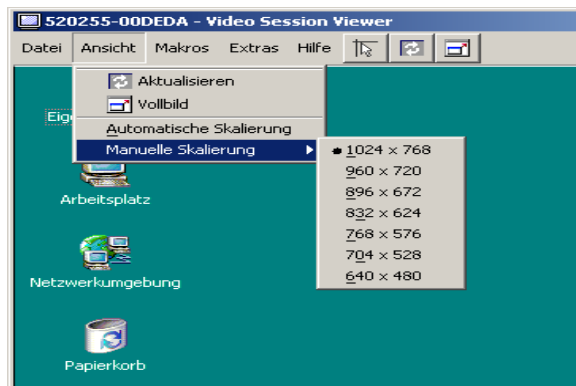 520255-00DEDA - Video Session Viewer
Datei Ansicht Makros Extras Hilfe
Aktualisieren
Vollbild
Automatische Skalierung
Manuelle Skalierung
1024 x 768
960 x 720
896 x 672
832 x 624
768 x 576
704 x 528
640 x 480
Arbeitsplatz
Netzwerkumgebung
Papierkorb